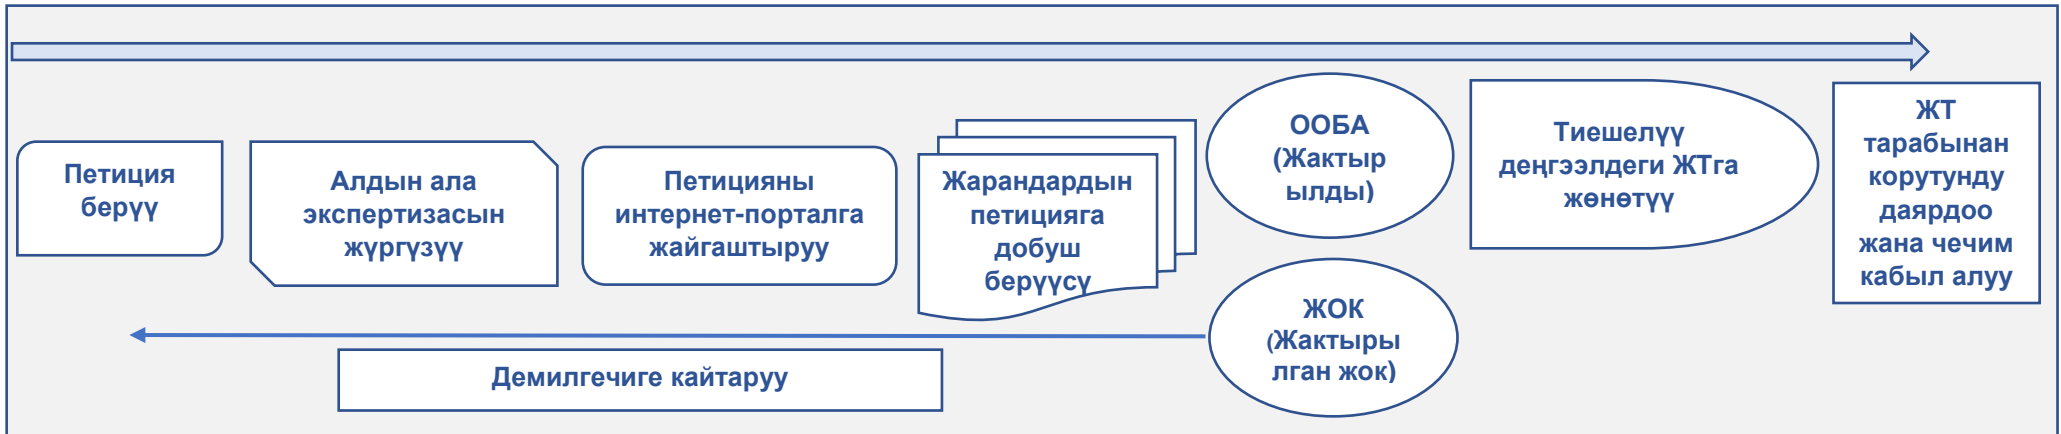 Петиция
берүү
Алдын ала
экспертизасын
жүргүзүү
Петицияны
интернет-порталга
жайгаштыруу
Жарандардын
петицияга
добуш
берүүсү
ООБА
(Жактыр
ылды)
ЖОК
(Жактыры
лган жок)
Тиешелүү
деңгээлдеги ЖТга
жөнөтүү
ЖТ
тарабынан
корутунду
даярдоо
жана чечим
кабыл алуу
Демилгечиге кайтаруу